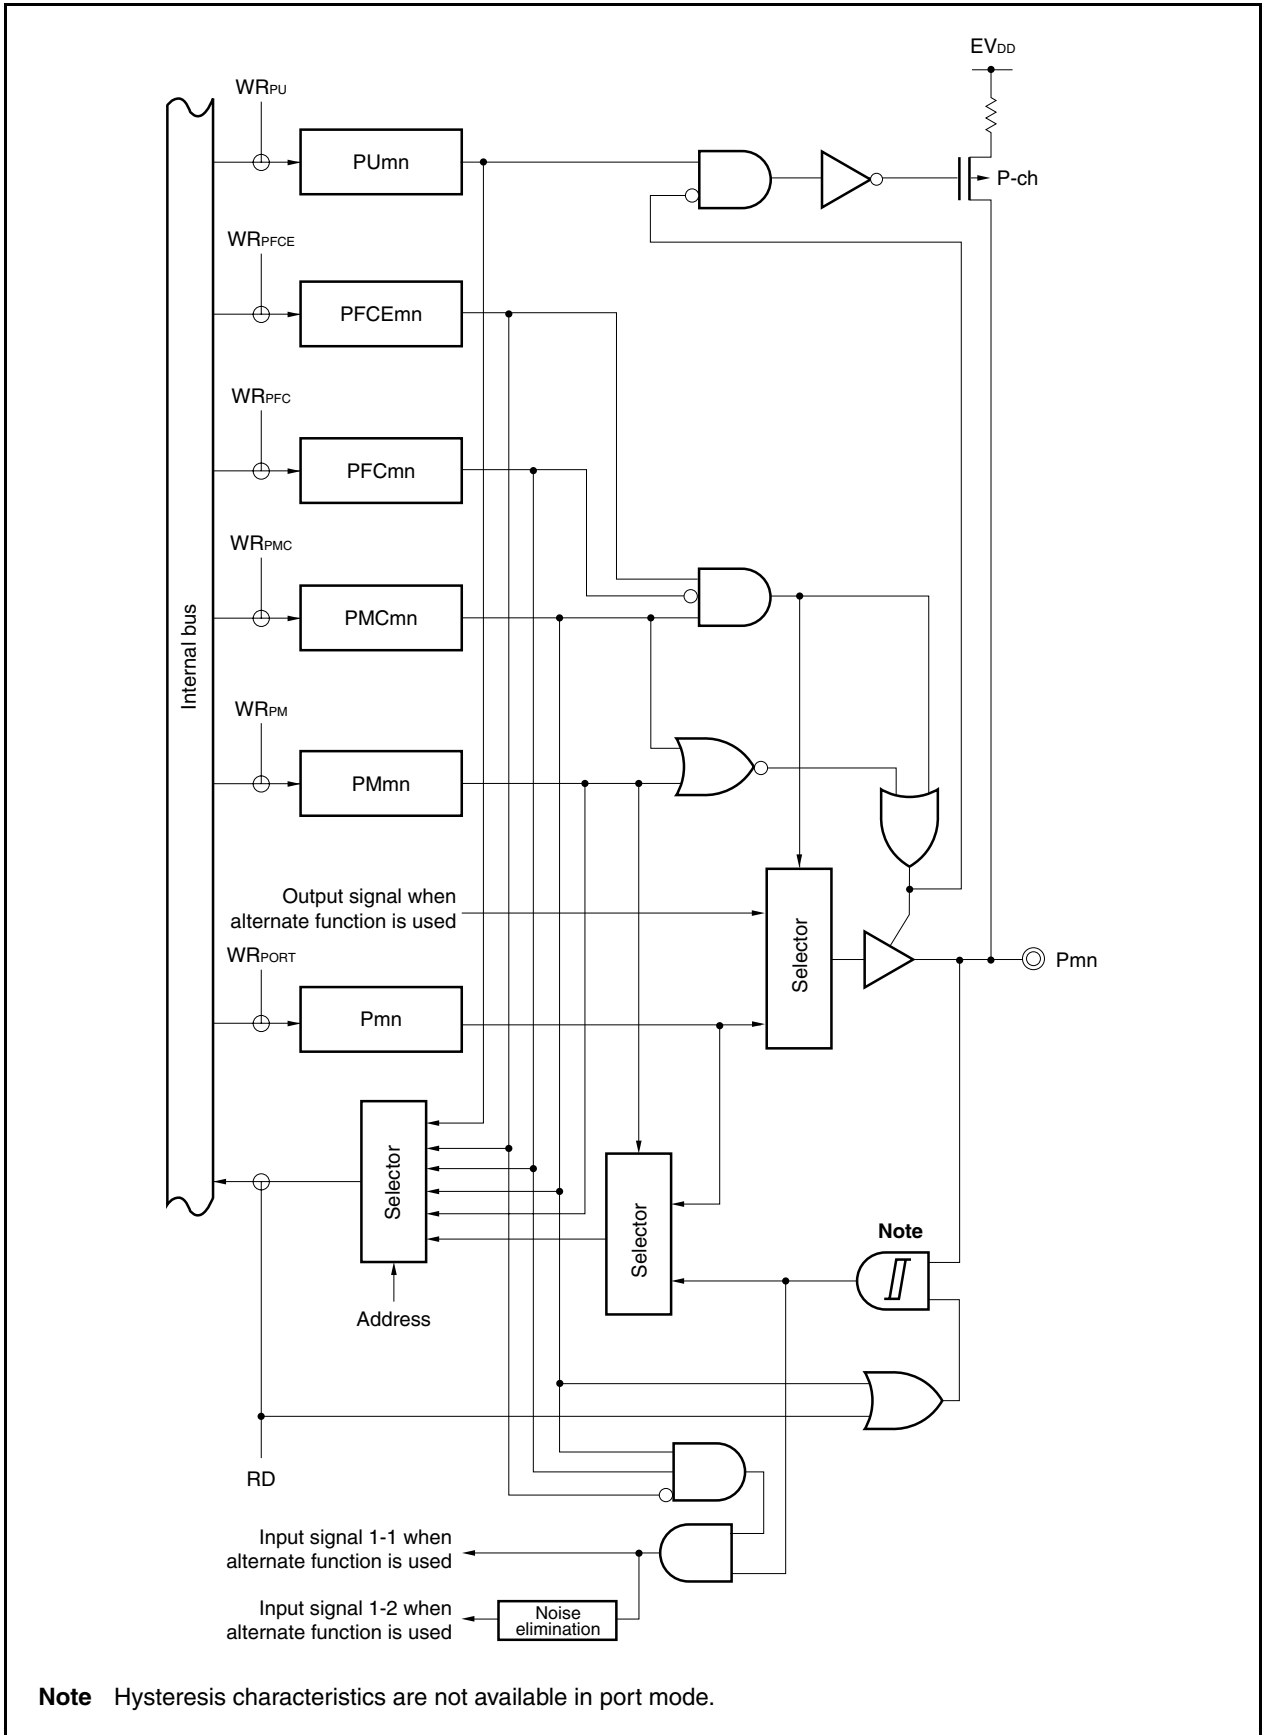 EVDD
WRPU
PUmn
P-ch
WRPFCE
PFCEmn
WRPFC
PFCmn
WRPMC
PMCmn
Internal bus
WRPM
PMmn
Output signal when
alternate function is used
Selector
WRPORT
Pmn
Pmn
Selector
Selector
Note
Address
RD
Input signal 1-1 when
alternate function is used
Input signal 1-2 when
alternate function is used
Noise
elimination
Note Hysteresis characteristics are not available in port mode.